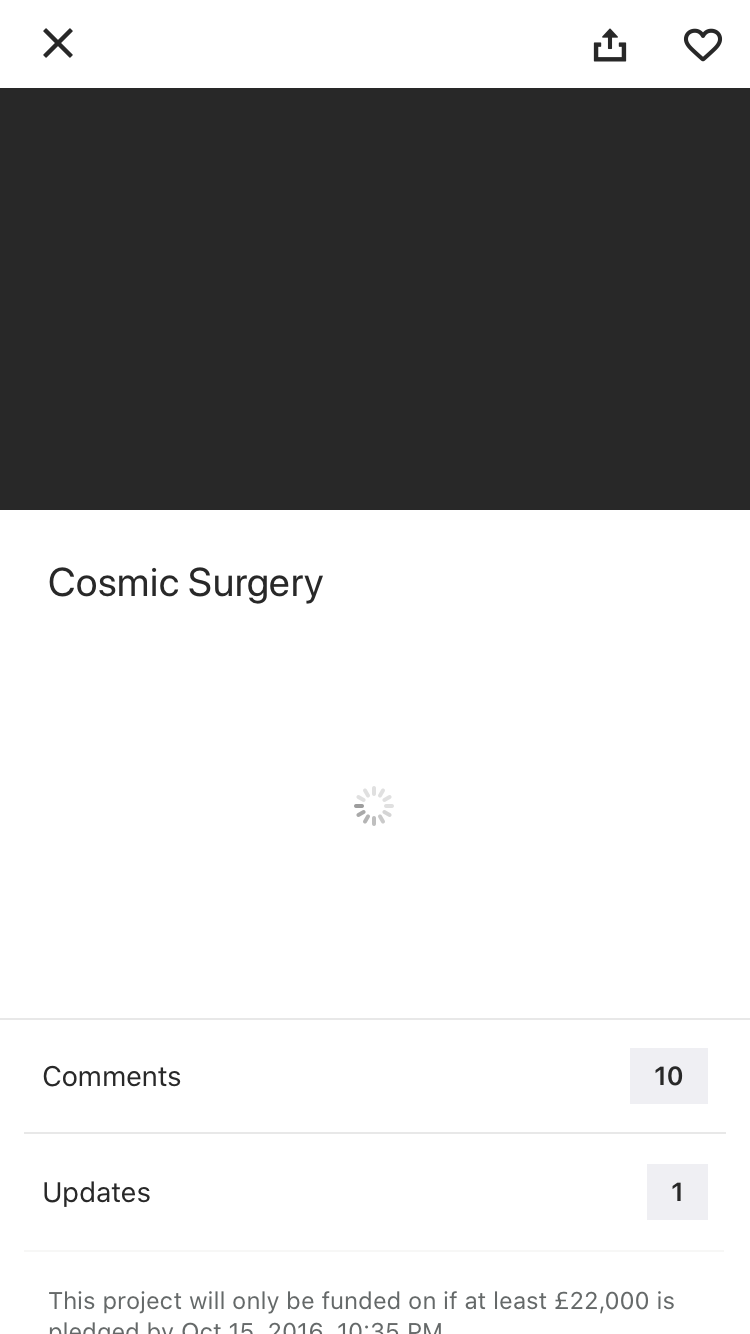 Cosmic Surgery
Comments
10
Updates
1
This project will only be funded on if at least £22,000 is
pledged by Oct 15, 2016, 10:35 PM.